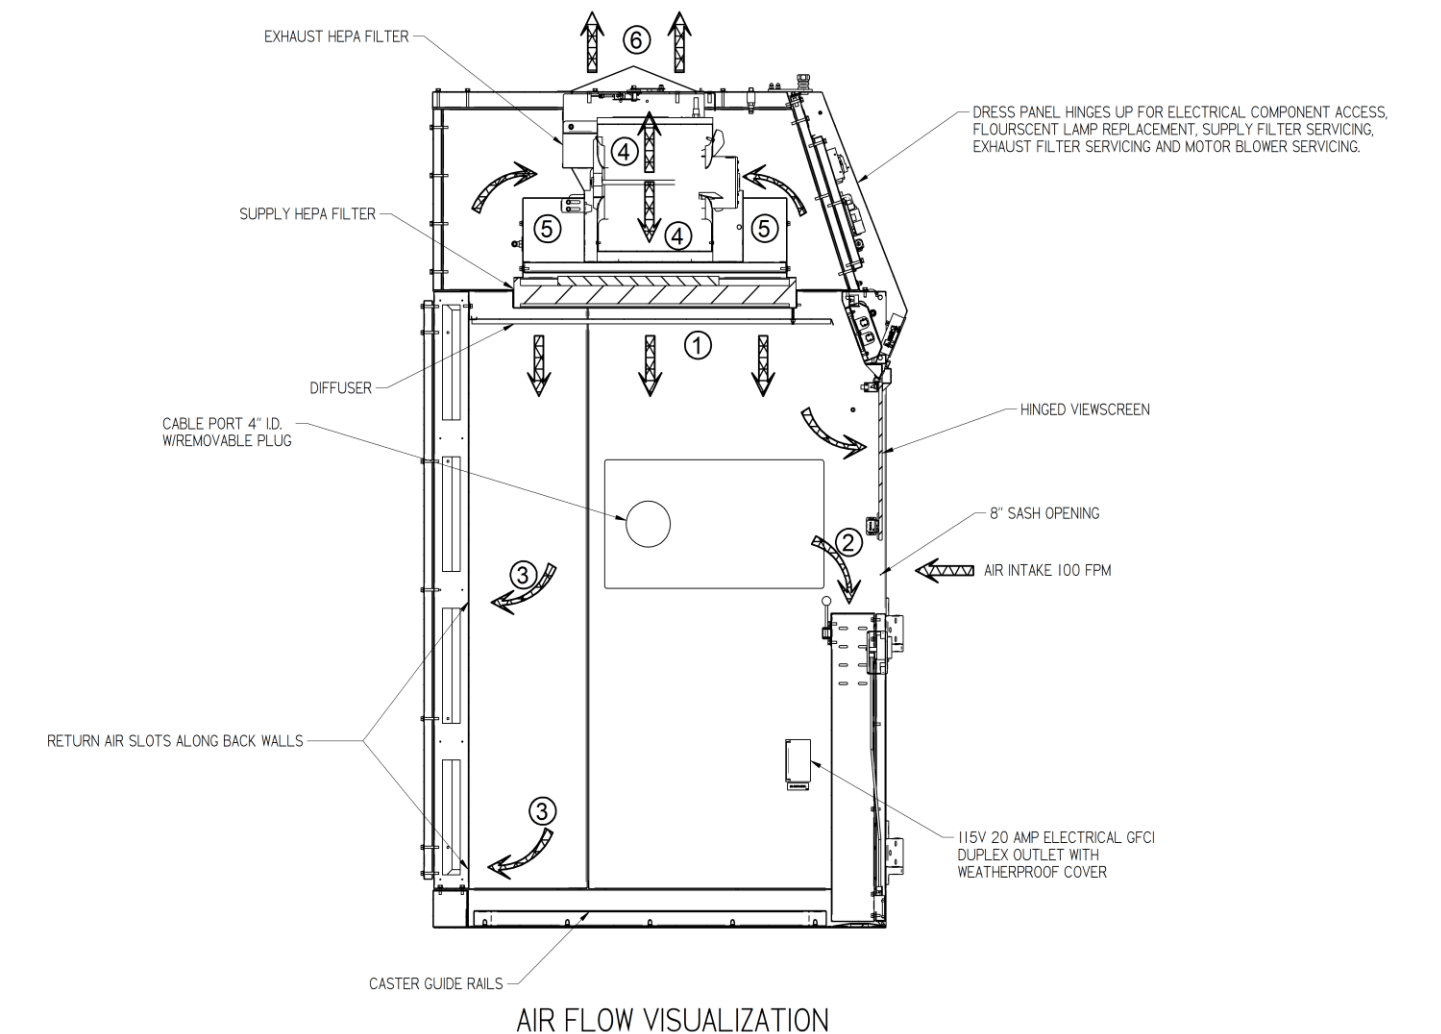 EXHAUST HEPA FILTER
6
DRESS PANEL HINGES UP FOR ELECTRICAL COMPONENT ACCESS,
FLOURSCENT LAMP REPLACEMENT, SUPPLY FILTER SERVICING,
EXHAUST FILTER SERVICING AND MOTOR BLOWER SERVICING.
4
SUPPLY HEPA FILTER
5
4
5
1
DIFFUSER
HINGED VIEWSCREEN
CABLE PORT 4" I.D.
W/REMOVABLE PLUG
8" SASH OPENING
2
3
AIR INTAKE 100 FPM
RETURN AIR SLOTS ALONG BACK WALLS
3
115V 20 AMP ELECTRICAL GFCI
DUPLEX OUTLET WITH
WEATHERPROOF COVER
CASTER GUIDE RAILS
AIR FLOW VISUALIZATION